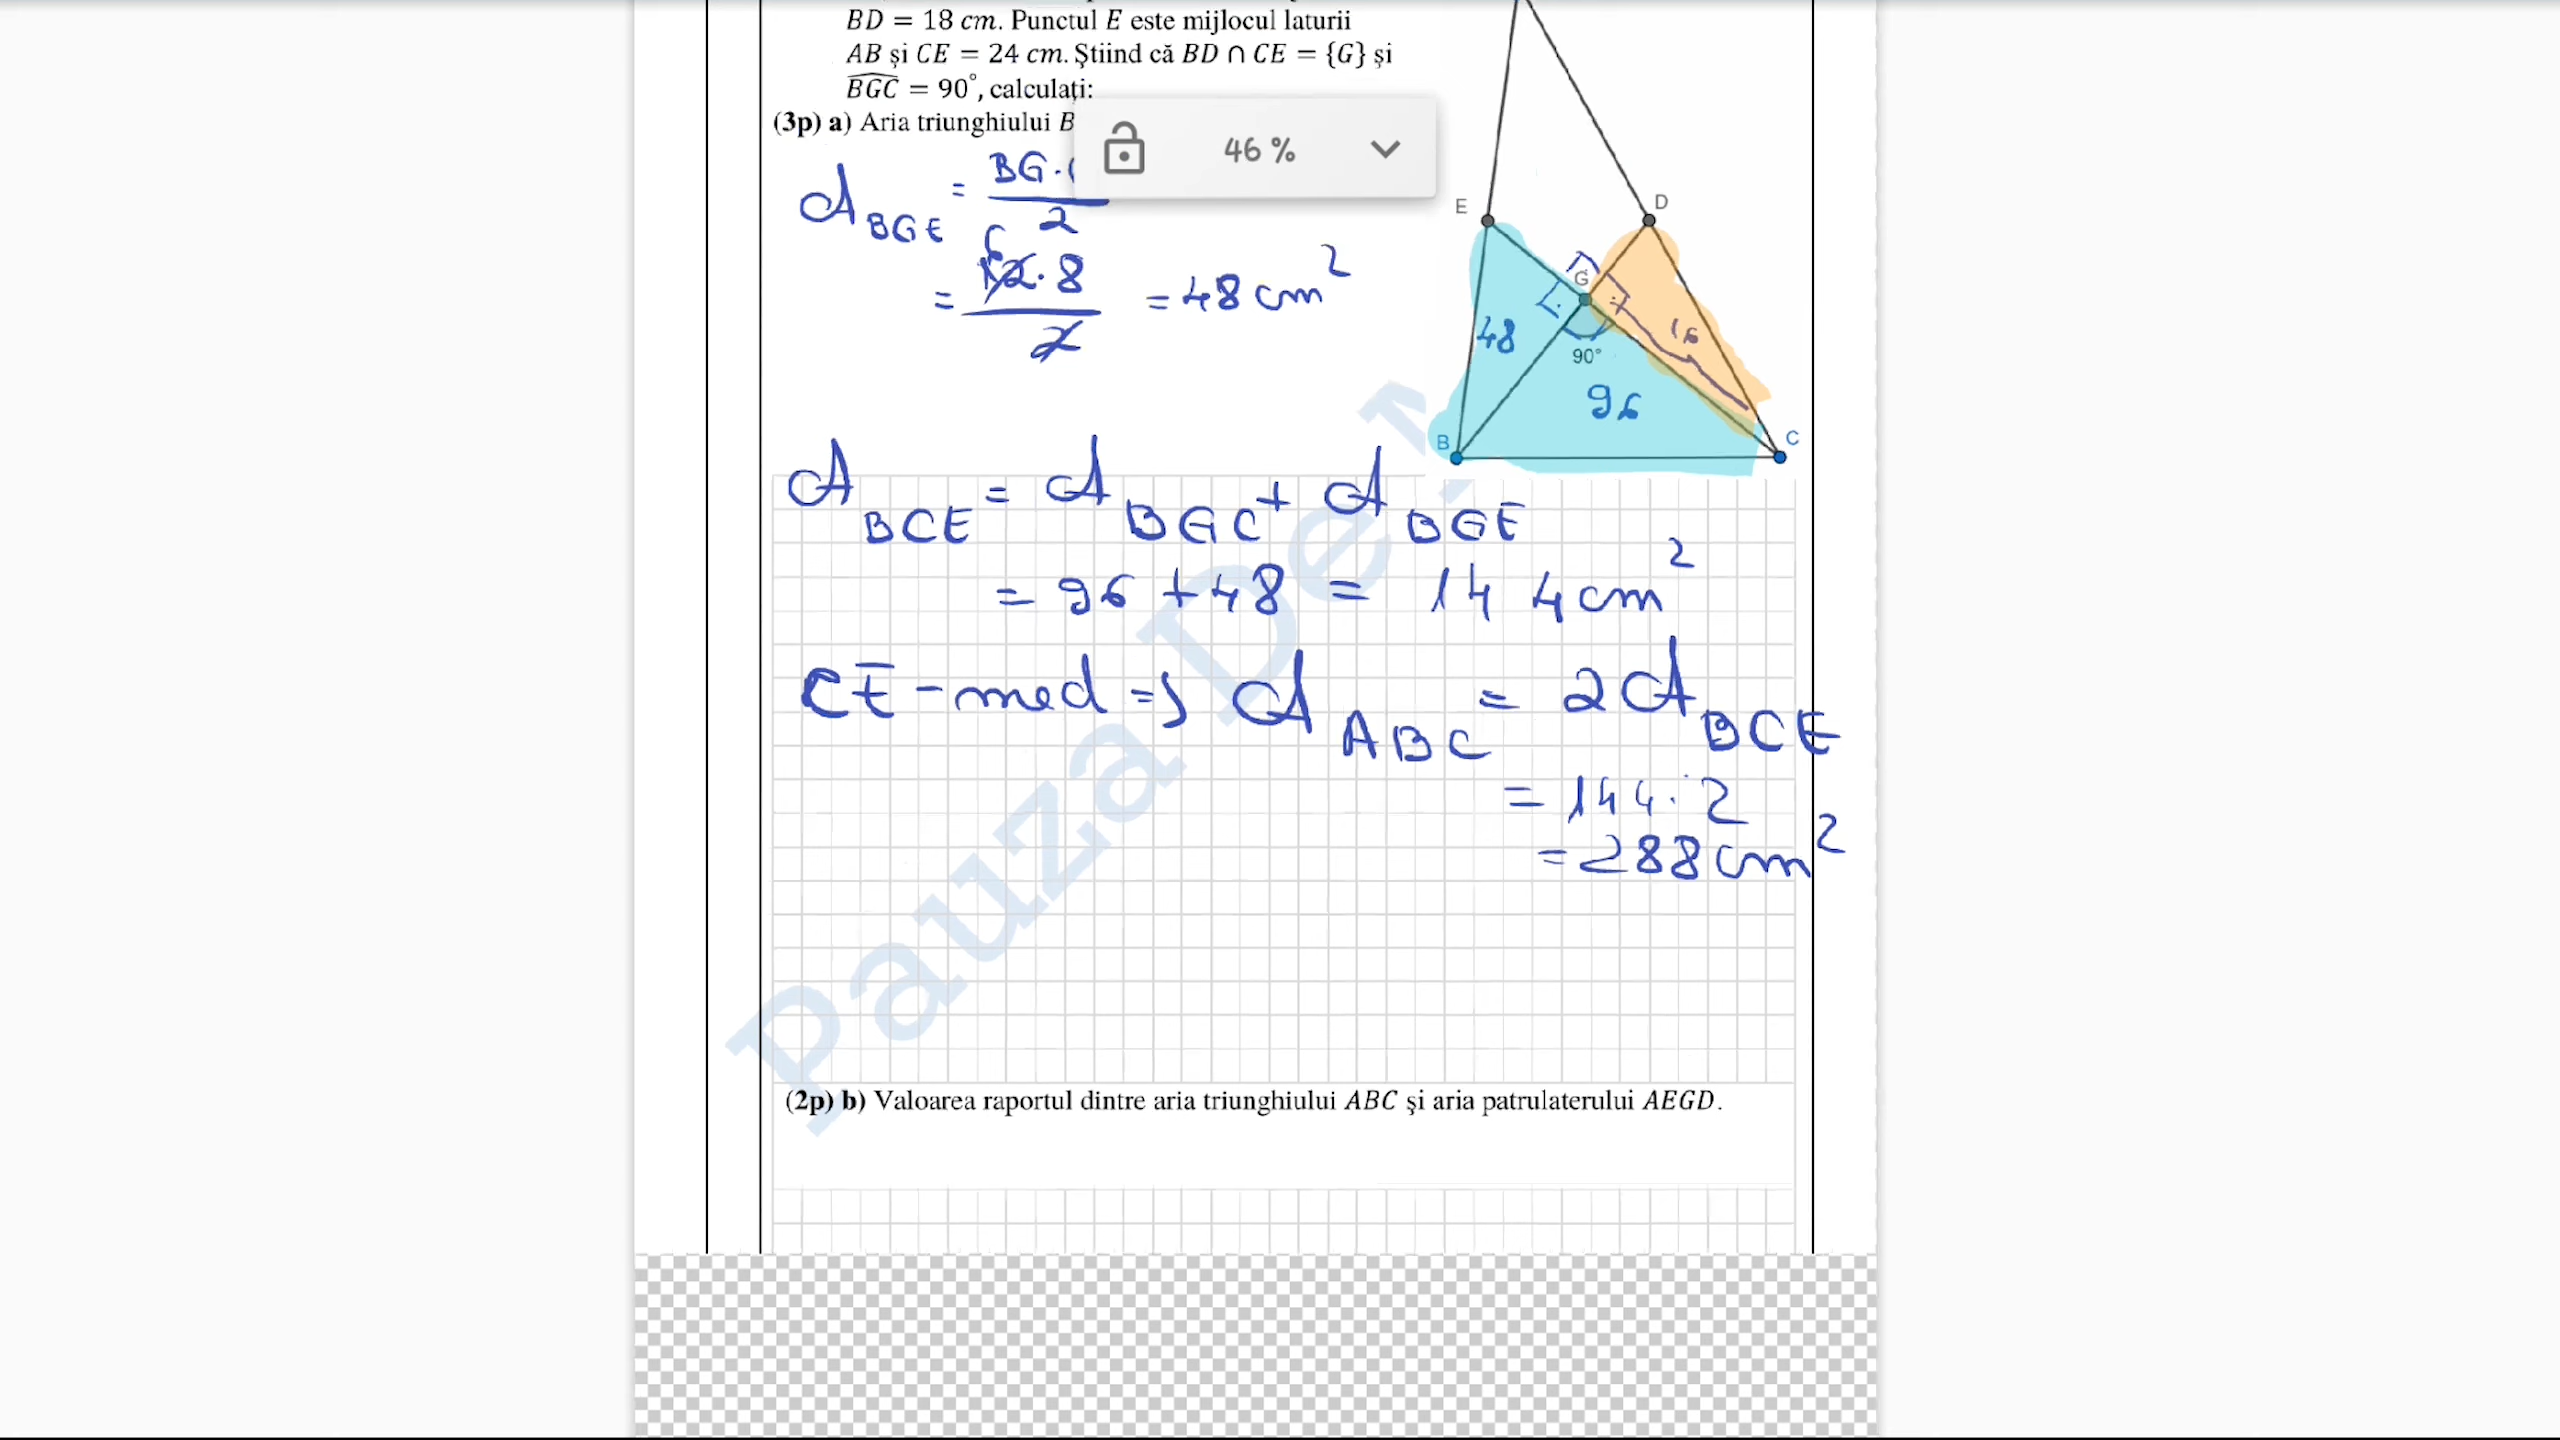 BD = 18 cm. Punctul E este mijlocul laturii
AB și CE = 24 cm. Știind că BD ∩ CE = {G} și
BGC = 90°, calculați:
(3p) a) Aria triunghiului B
46 %
A BGE = BG · / 2
= 12 · 8 / 2 = 48 cm²
6
E
D
G
48
16
90°
96
B
C
A BCE = A BGC + A BGE
= 96 + 48 = 144 cm²
CE - med => A ABC = 2 A BCE
= 144 · 2
= 288 cm²
Pauza De
(2p) b) Valoarea raportul dintre aria triunghiului ABC și aria patrulaterului AEGD.